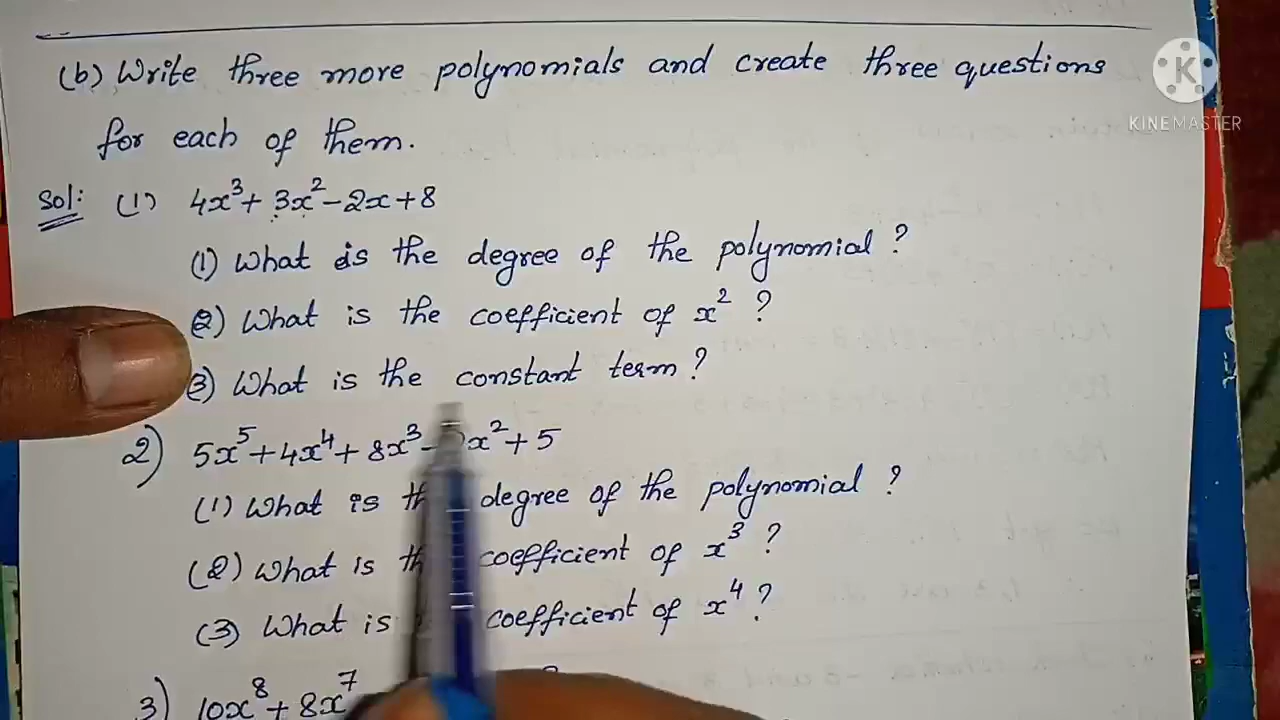 (b) Write three more polynomials and create three questions
for each of them.
Sol: (1) 4x³ + 3x² - 2x + 8
(1) What is the degree of the polynomial?
(2) What is the coefficient of x² ?
(3) What is the constant term?
2) 5x⁵ + 4x⁴ + 8x³ - x² + 5
(1) What is the degree of the polynomial ?
(2) What is coefficient of x³ ?
(3) What is coefficient of x⁴ ?
3) 10x⁸ + 8x⁷
K
KINEMASTER